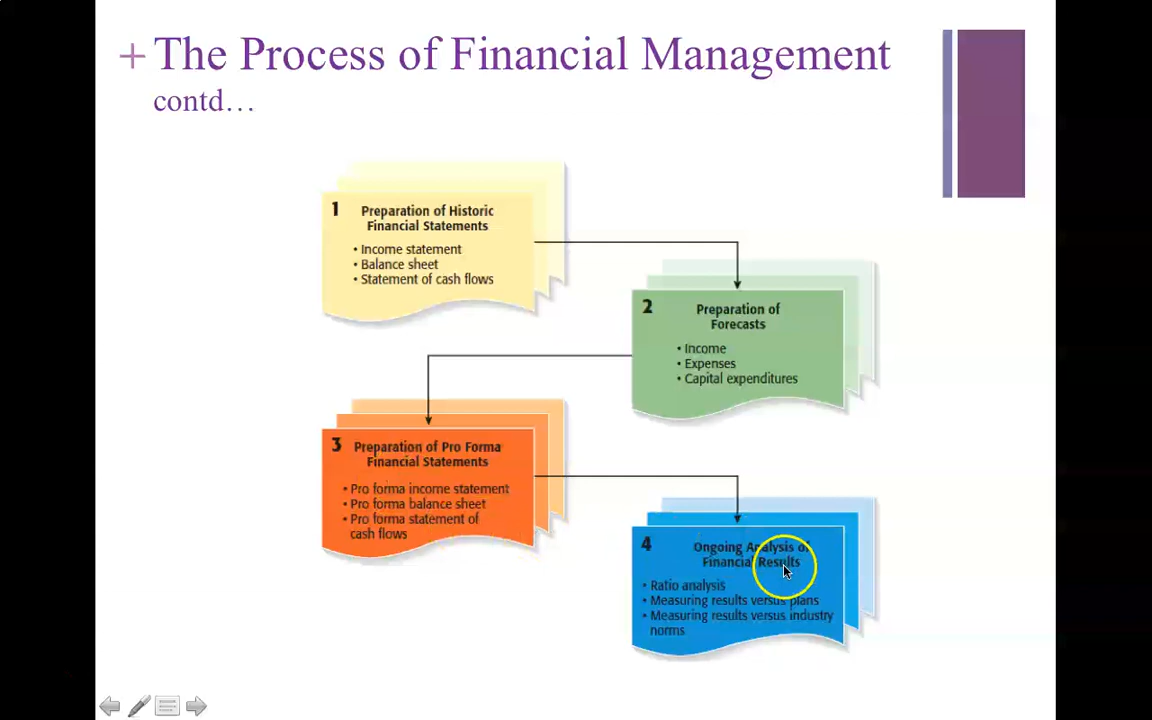 + The Process of Financial Management
contd…
1 Preparation of Historic
Financial Statements
• Income statement
• Balance sheet
• Statement of cash flows
2 Preparation of
Forecasts
• Income
• Expenses
• Capital expenditures
3 Preparation of Pro Forma
Financial Statements
• Pro forma income statement
• Pro forma balance sheet
• Pro forma statement of
cash flows
4 Ongoing Analysis of
Financial Results
• Ratio analysis
• Measuring results versus plans
• Measuring results versus industry
norms